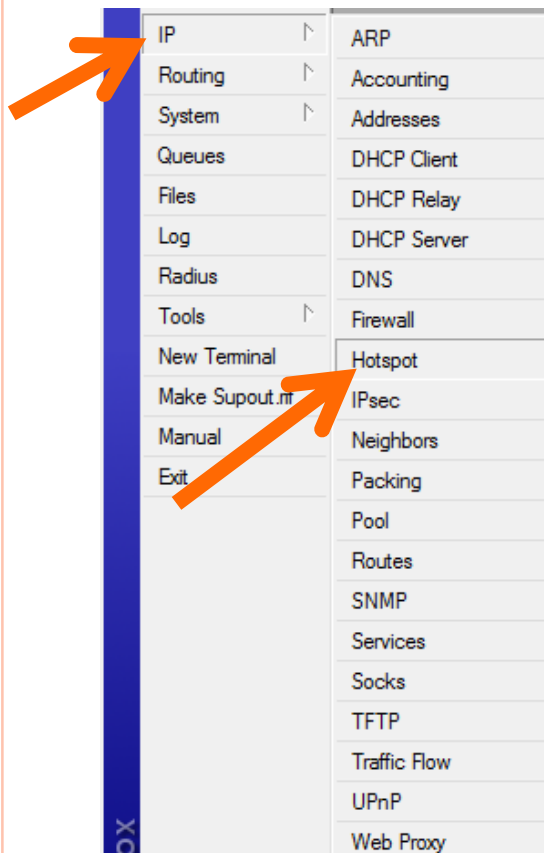 IP
Routing
System
Queues
Files
Log
Radius
Tools
New Terminal
Make Supout.rif
Manual
Exit
ARP
Accounting
Addresses
DHCP Client
DHCP Relay
DHCP Server
DNS
Firewall
Hotspot
IPsec
Neighbors
Packing
Pool
Routes
SNMP
Services
Socks
TFTP
Traffic Flow
UPnP
Web Proxy